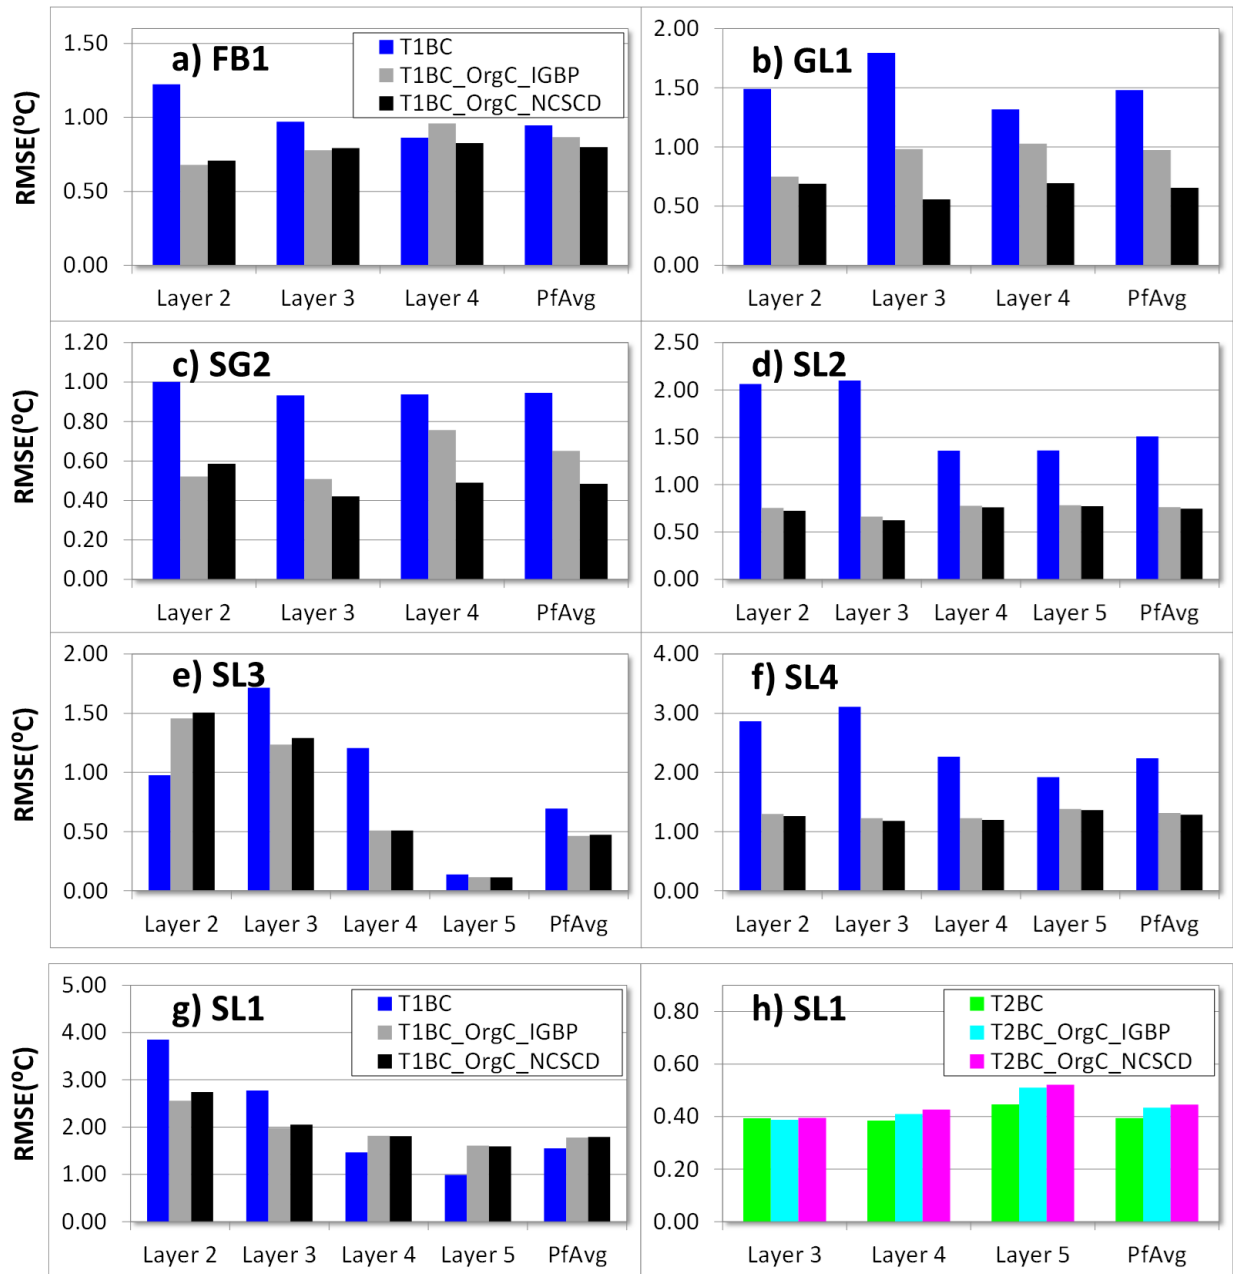 RMSE(⁰C)
1.50
1.00
0.50
0.00
a) FB1
T1BC
T1BC_OrgC_IGBP
T1BC_OrgC_NCSCD
Layer 2 Layer 3 Layer 4 PfAvg
2.00
1.50
1.00
0.50
0.00
b) GL1
Layer 2 Layer 3 Layer 4 PfAvg
RMSE(⁰C)
1.20
1.00
0.80
0.60
0.40
0.20
0.00
c) SG2
Layer 2 Layer 3 Layer 4 PfAvg
2.50
2.00
1.50
1.00
0.50
0.00
d) SL2
Layer 2 Layer 3 Layer 4 Layer 5 PfAvg
RMSE(⁰C)
2.00
1.50
1.00
0.50
0.00
e) SL3
Layer 2 Layer 3 Layer 4 Layer 5 PfAvg
4.00
3.00
2.00
1.00
0.00
f) SL4
Layer 2 Layer 3 Layer 4 Layer 5 PfAvg
RMSE(⁰C)
5.00
4.00
3.00
2.00
1.00
0.00
g) SL1
T1BC
T1BC_OrgC_IGBP
T1BC_OrgC_NCSCD
Layer 2 Layer 3 Layer 4 Layer 5 PfAvg
0.80
0.60
0.40
0.20
0.00
h) SL1
T2BC
T2BC_OrgC_IGBP
T2BC_OrgC_NCSCD
Layer 3 Layer 4 Layer 5 PfAvg